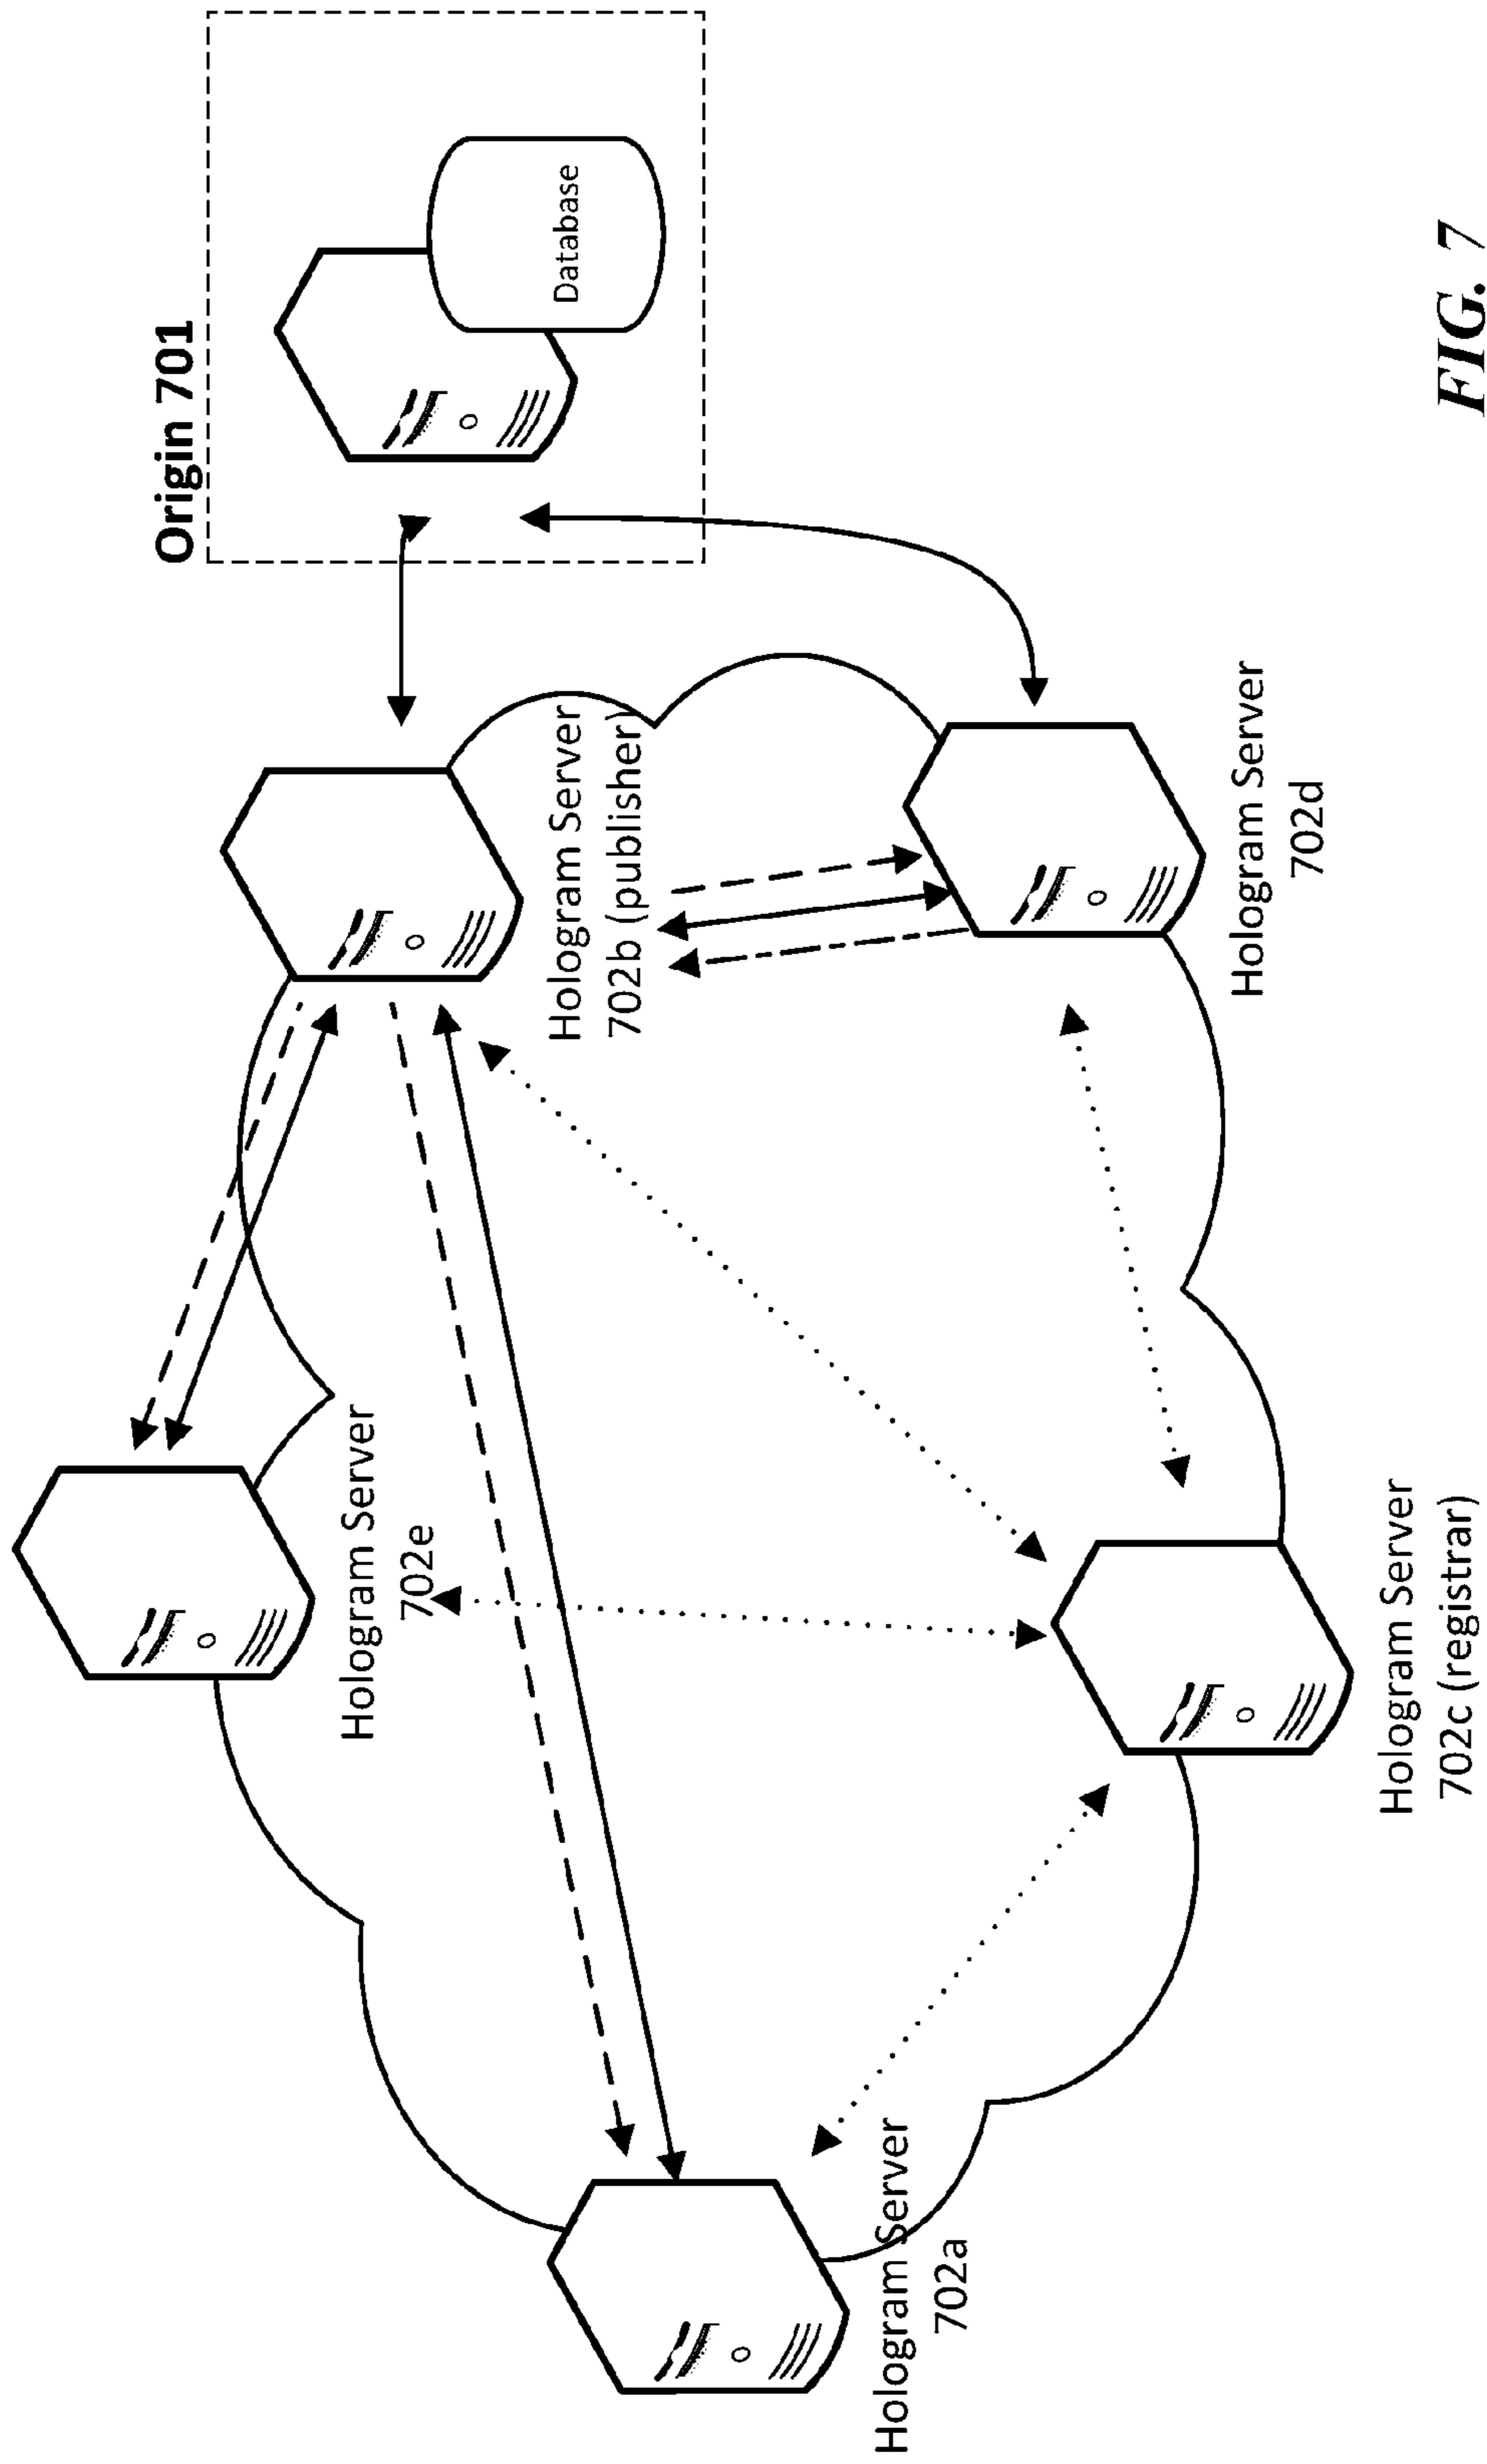 Origin 701
Database
Hologram Server
702e
Hologram Server
702b (publisher)
Hologram Server
702a
Hologram Server
702d
Hologram Server
702c (registrar)
FIG. 7